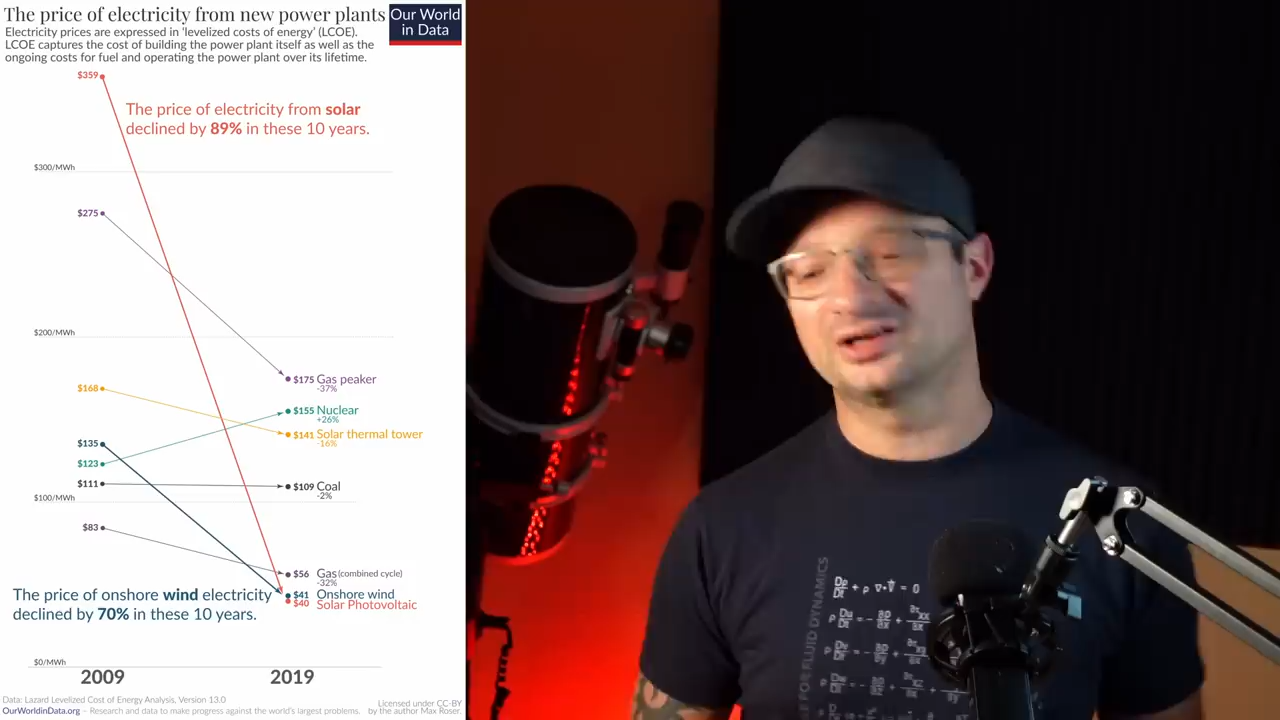 The price of electricity from new power plants
Our World
in Data
Electricity prices are expressed in 'levelized costs of energy' (LCOE).
LCOE captures the cost of building the power plant itself as well as the
ongoing costs for fuel and operating the power plant over its lifetime.
$359
The price of electricity from solar
declined by 89% in these 10 years.
$300/MWh
$275
$200/MWh
$175 Gas peaker
-37%
$168
$155 Nuclear
+26%
$141 Solar thermal tower
-16%
$135
$123
$111
$109 Coal
-2%
$100/MWh
$83
$56 Gas (combined cycle)
-32%
The price of onshore wind electricity
declined by 70% in these 10 years.
$41 Onshore wind
$40 Solar Photovoltaic
$0/MWh
2009
2019
Data: Lazard Levelized Cost of Energy Analysis, Version 13.0
OurWorldinData.org – Research and data to make progress against the world's largest problems.
Licensed under CC-BY
by the author Max Roser.
FOR FLUID DYNAMICS
Dρ/Dt + ρ ∇·v = 0